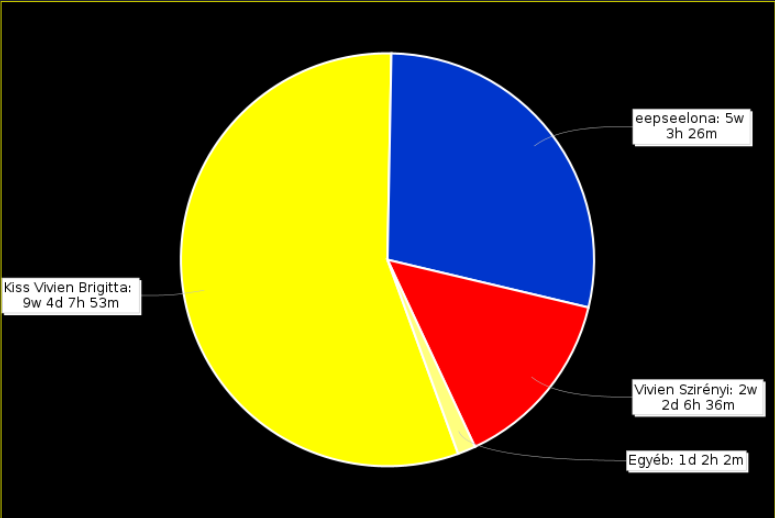 eepseelona: 5w
3h 26m
Kiss Vivien Brigitta:
9w 4d 7h 53m
Vivien Szirényi: 2w
2d 6h 36m
Egyéb: 1d 2h 2m